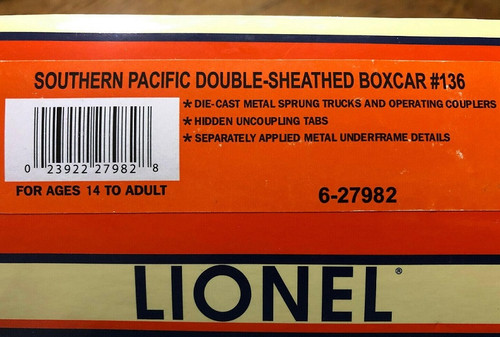 SOUTHERN PACIFIC DOUBLE-SHEATHED BOXCAR #136
* DIE-CAST METAL SPRUNG TRUCKS AND OPERATING COUPLERS
* HIDDEN UNCOUPLING TABS
* SEPARATELY APPLIED METAL UNDERFRAME DETAILS
0 23922 27982 8
FOR AGES 14 TO ADULT
6-27982
LIONEL®